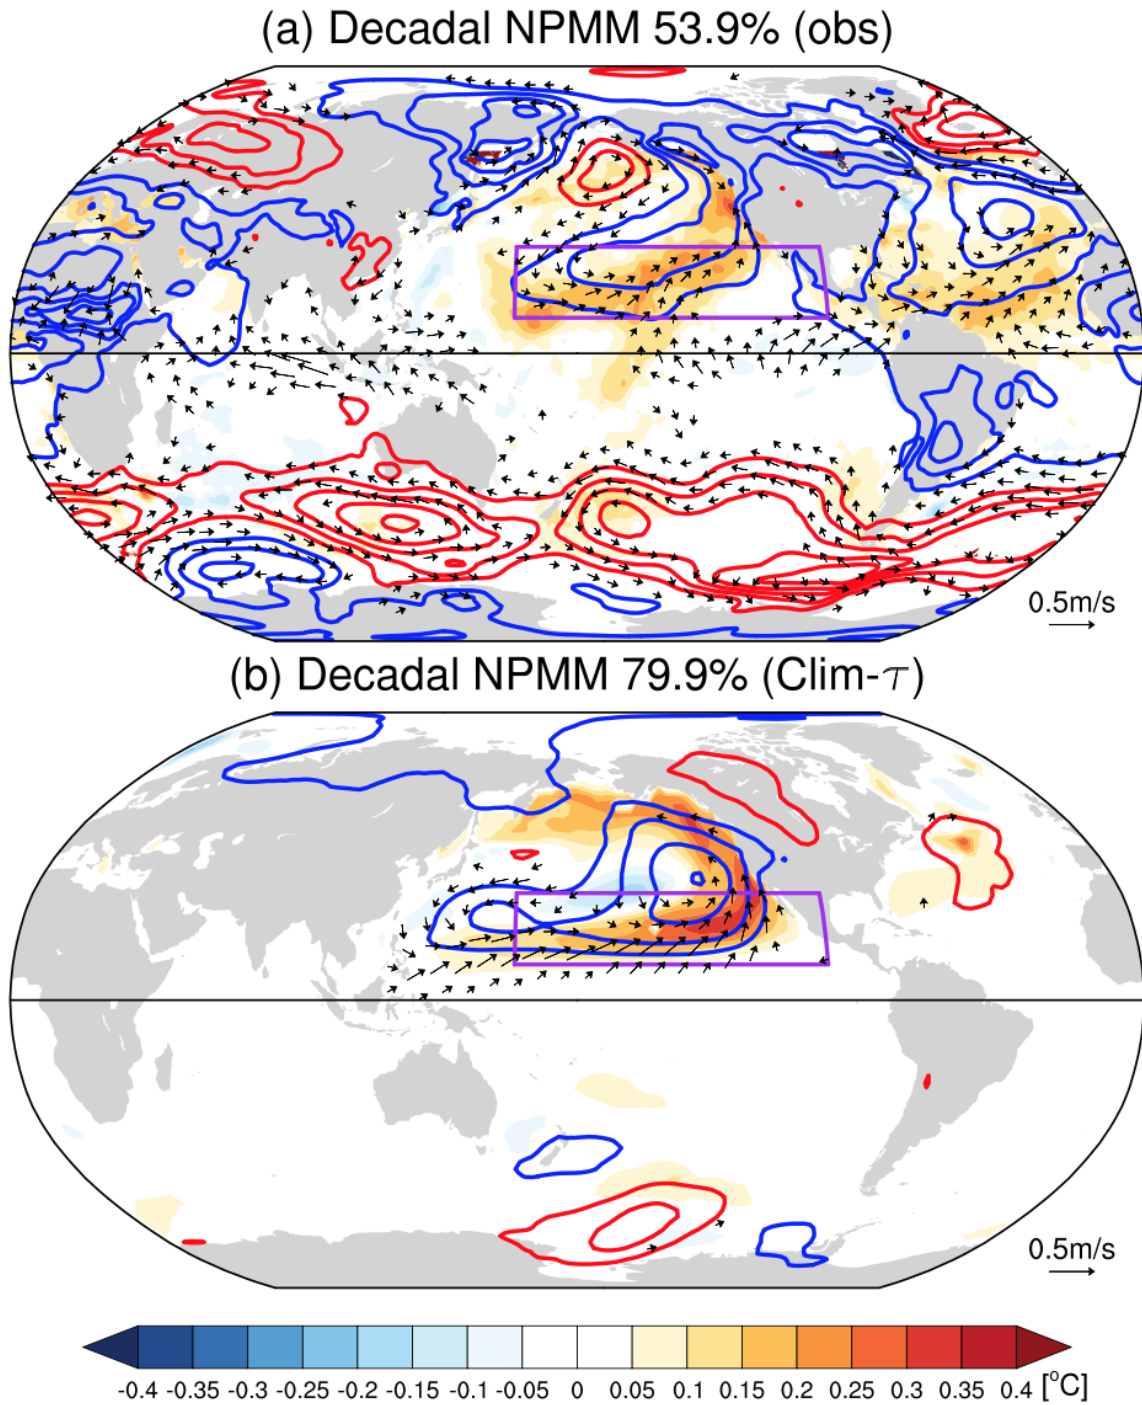 (a) Decadal NPMM 53.9% (obs)
0.5m/s
(b) Decadal NPMM 79.9% (Clim-τ)
0.5m/s
-0.4 -0.35 -0.3 -0.25 -0.2 -0.15 -0.1 -0.05 0 0.05 0.1 0.15 0.2 0.25 0.3 0.35 0.4 [°C]